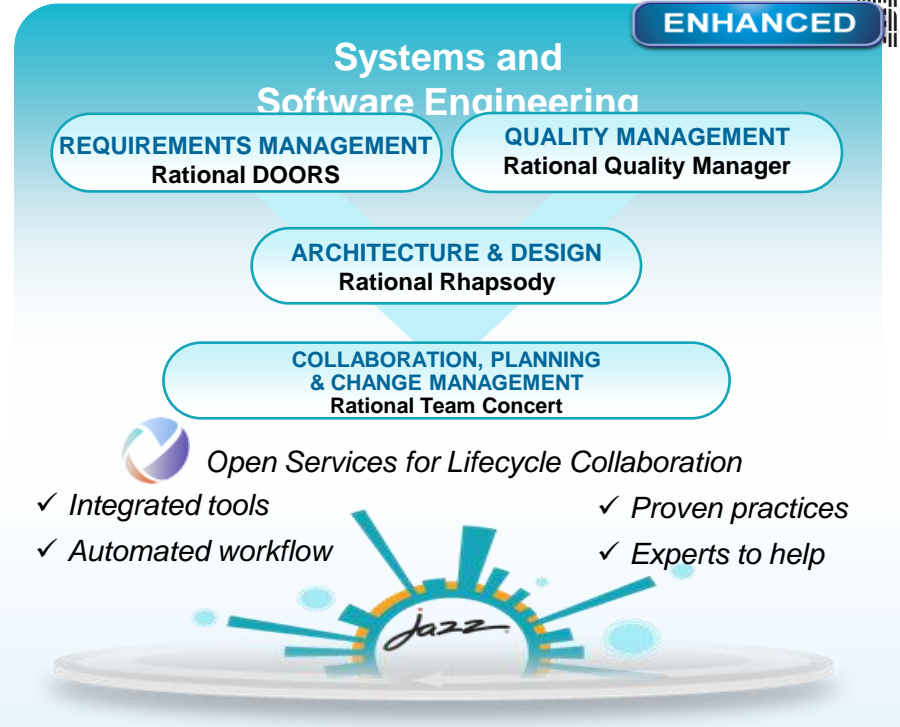 ENHANCED
Systems and
Software Engineering
REQUIREMENTS MANAGEMENT
Rational DOORS
QUALITY MANAGEMENT
Rational Quality Manager
ARCHITECTURE & DESIGN
Rational Rhapsody
COLLABORATION, PLANNING
& CHANGE MANAGEMENT
Rational Team Concert
Open Services for Lifecycle Collaboration
✓ Integrated tools
✓ Automated workflow
✓ Proven practices
✓ Experts to help
jazz